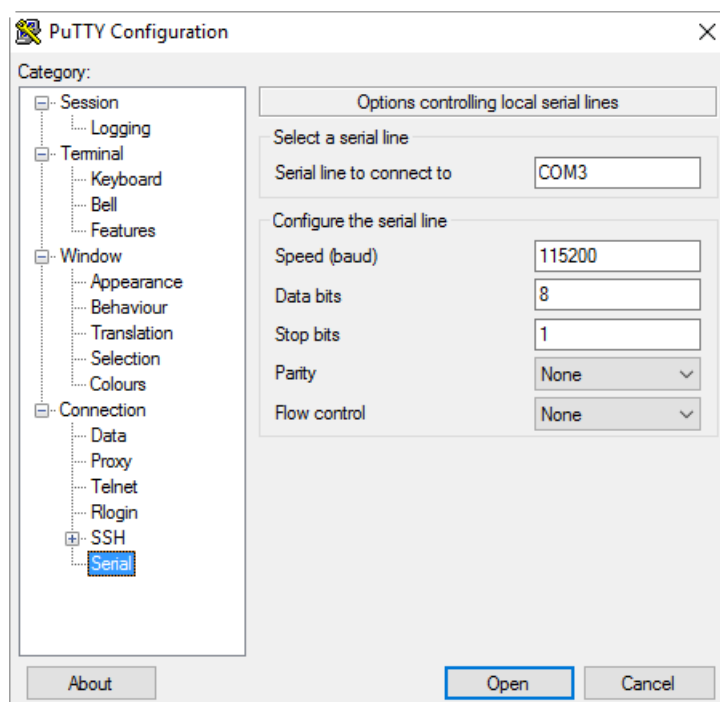 PuTTY Configuration
Category:
Session
Logging
Terminal
Keyboard
Bell
Features
Window
Appearance
Behaviour
Translation
Selection
Colours
Connection
Data
Proxy
Telnet
Rlogin
SSH
Serial
Options controlling local serial lines
Select a serial line
Serial line to connect to COM3
Configure the serial line
Speed (baud) 115200
Data bits 8
Stop bits 1
Parity None
Flow control None
About Open Cancel